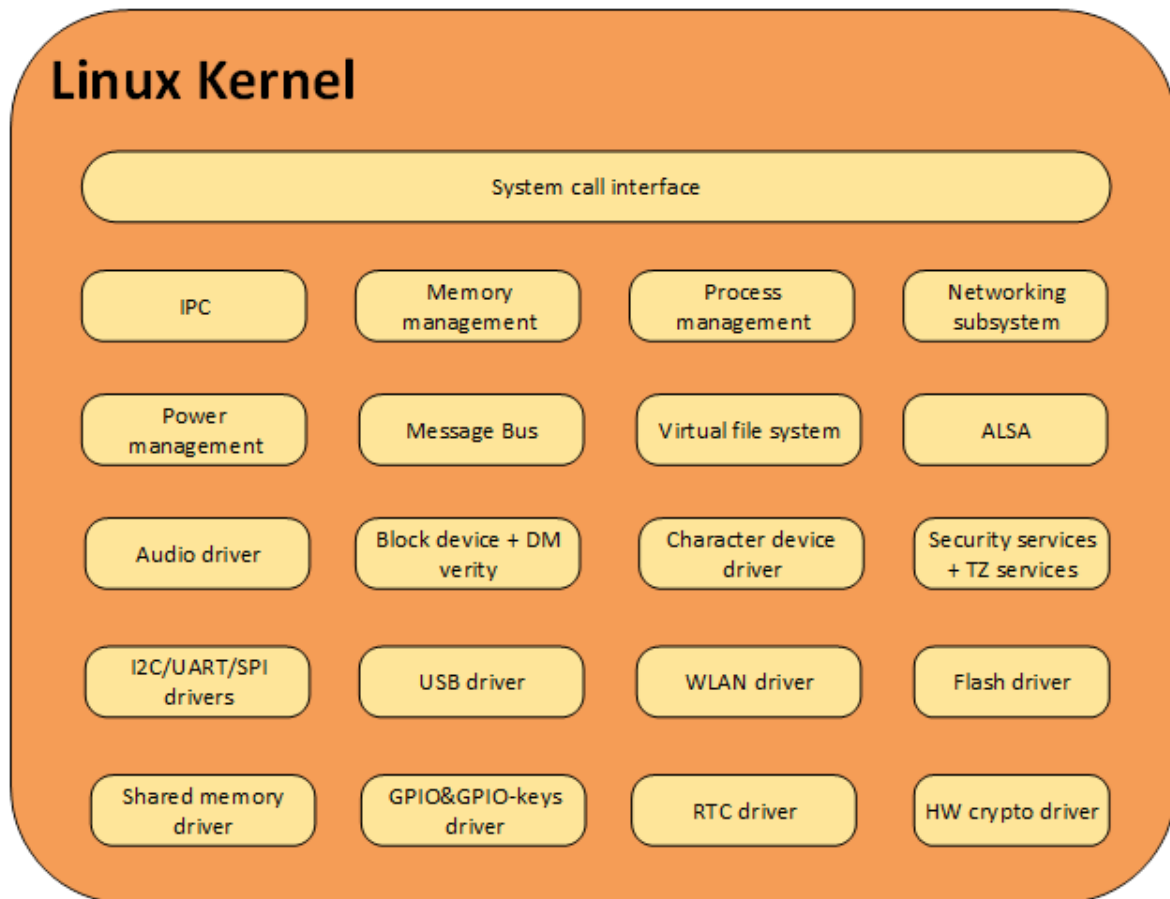 Linux Kernel
System call interface
IPC
Memory
management
Process
management
Networking
subsystem
Power
management
Message Bus
Virtual file system
ALSA
Audio driver
Block device + DM
verity
Character device
driver
Security services
+ TZ services
I2C/UART/SPI
drivers
USB driver
WLAN driver
Flash driver
Shared memory
driver
GPIO&GPIO-keys
driver
RTC driver
HW crypto driver